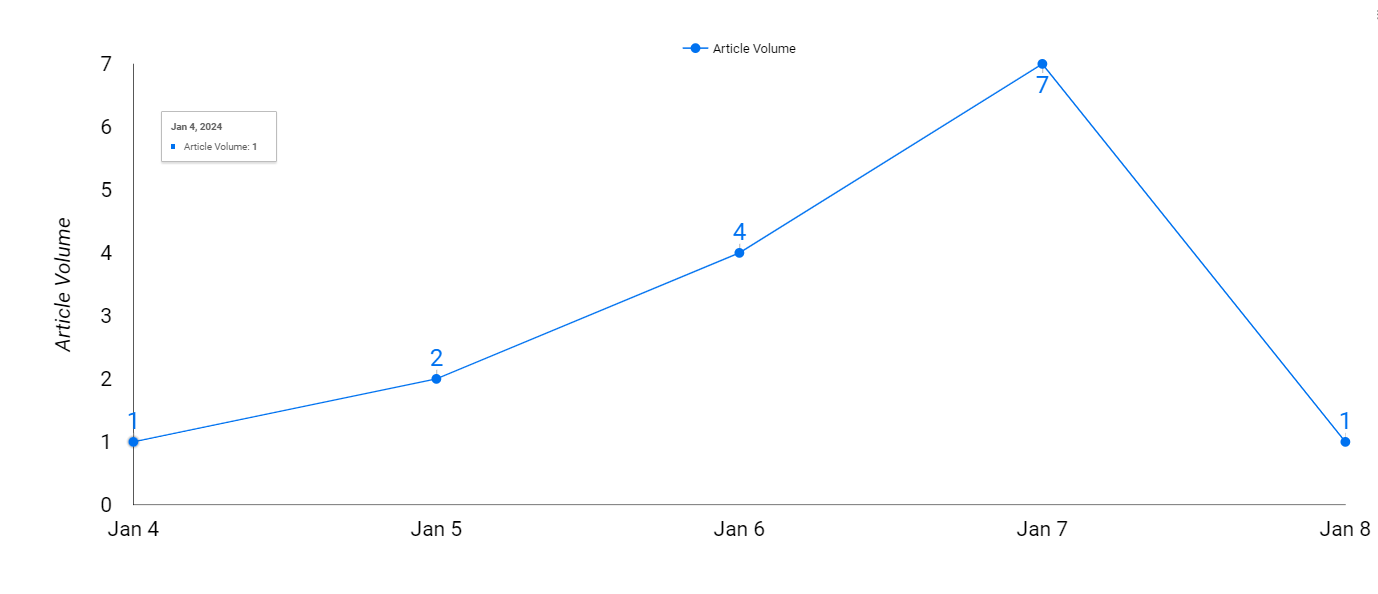 Article Volume
7
6
5
4
3
2
1
0
Article Volume
Jan 4, 2024
Article Volume: 1
1
2
4
7
1
Jan 4
Jan 5
Jan 6
Jan 7
Jan 8